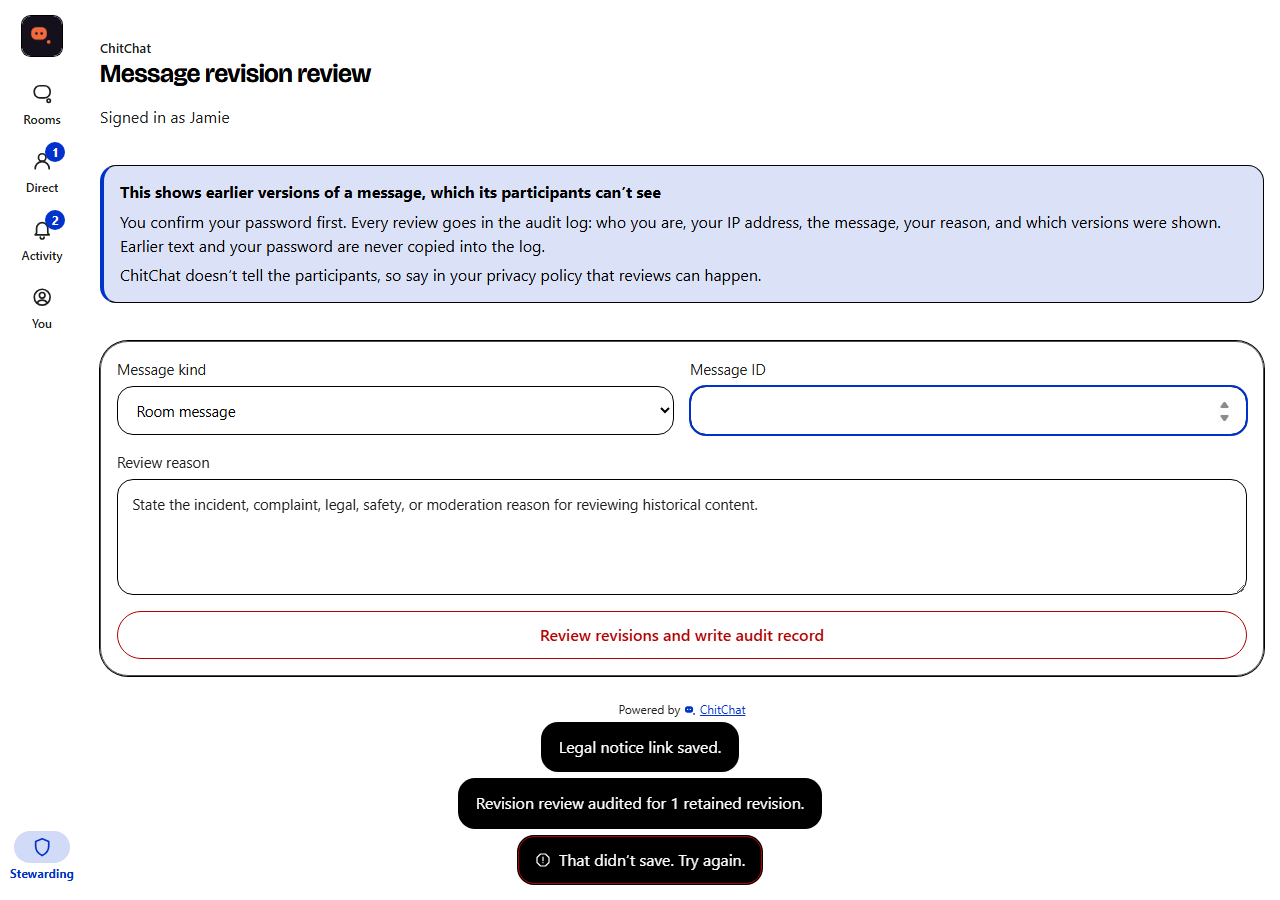 ChitChat
Message revision review
Signed in as Jamie
Rooms
1
Direct
2
Activity
You
This shows earlier versions of a message, which its participants can’t see
You confirm your password first. Every review goes in the audit log: who you are, your IP address, the message, your reason, and which versions were shown.
Earlier text and your password are never copied into the log.
ChitChat doesn’t tell the participants, so say in your privacy policy that reviews can happen.
Message kind
Room message
Message ID
Review reason
State the incident, complaint, legal, safety, or moderation reason for reviewing historical content.
Review revisions and write audit record
Powered by ChitChat
Legal notice link saved.
Revision review audited for 1 retained revision.
That didn’t save. Try again.
Stewarding